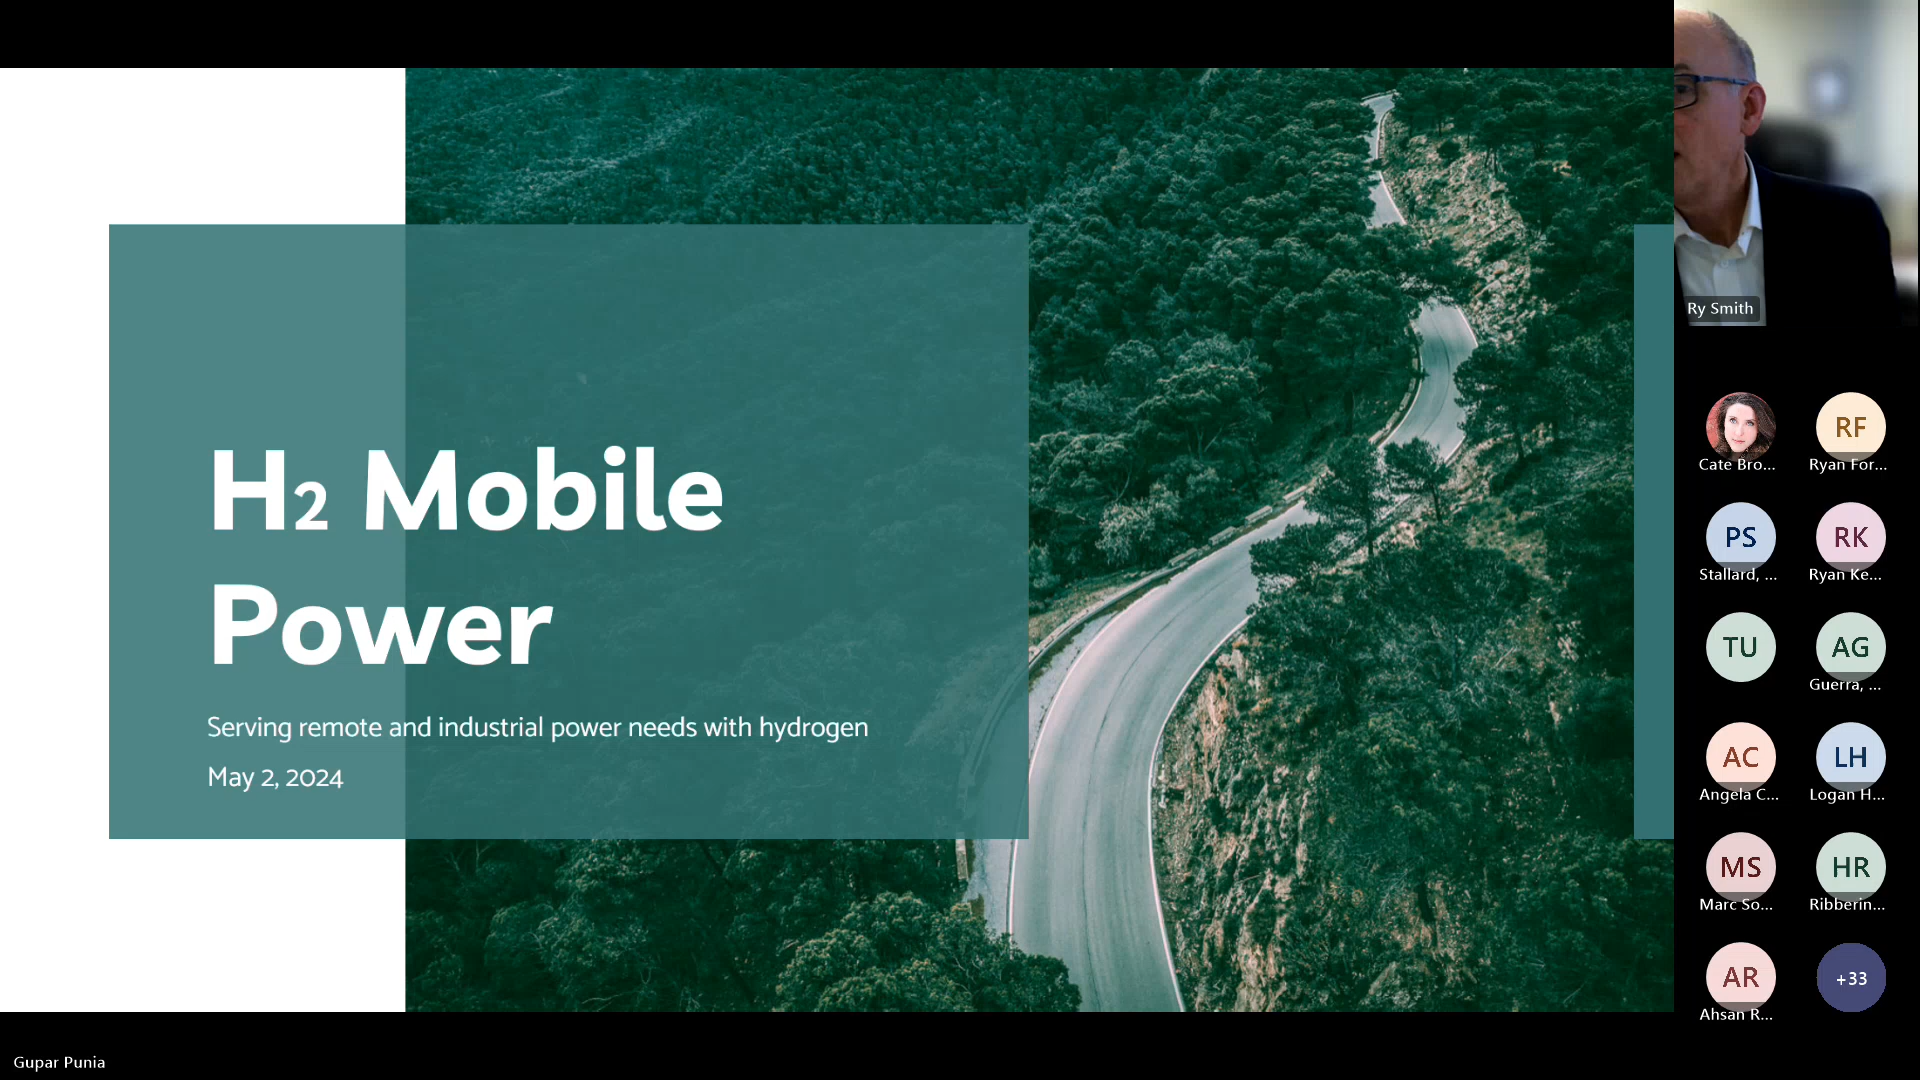 H2 Mobile
Power
Serving remote and industrial power needs with hydrogen
May 2, 2024
Ry Smith
Cate Bro...
RF
Ryan For...
PS
Stallard, ...
RK
Ryan Ke...
TU
AG
Guerra, ...
AC
Angela C...
LH
Logan H...
MS
Marc So...
HR
Ribberin...
AR
Ahsan R...
+33
Gupar Punia